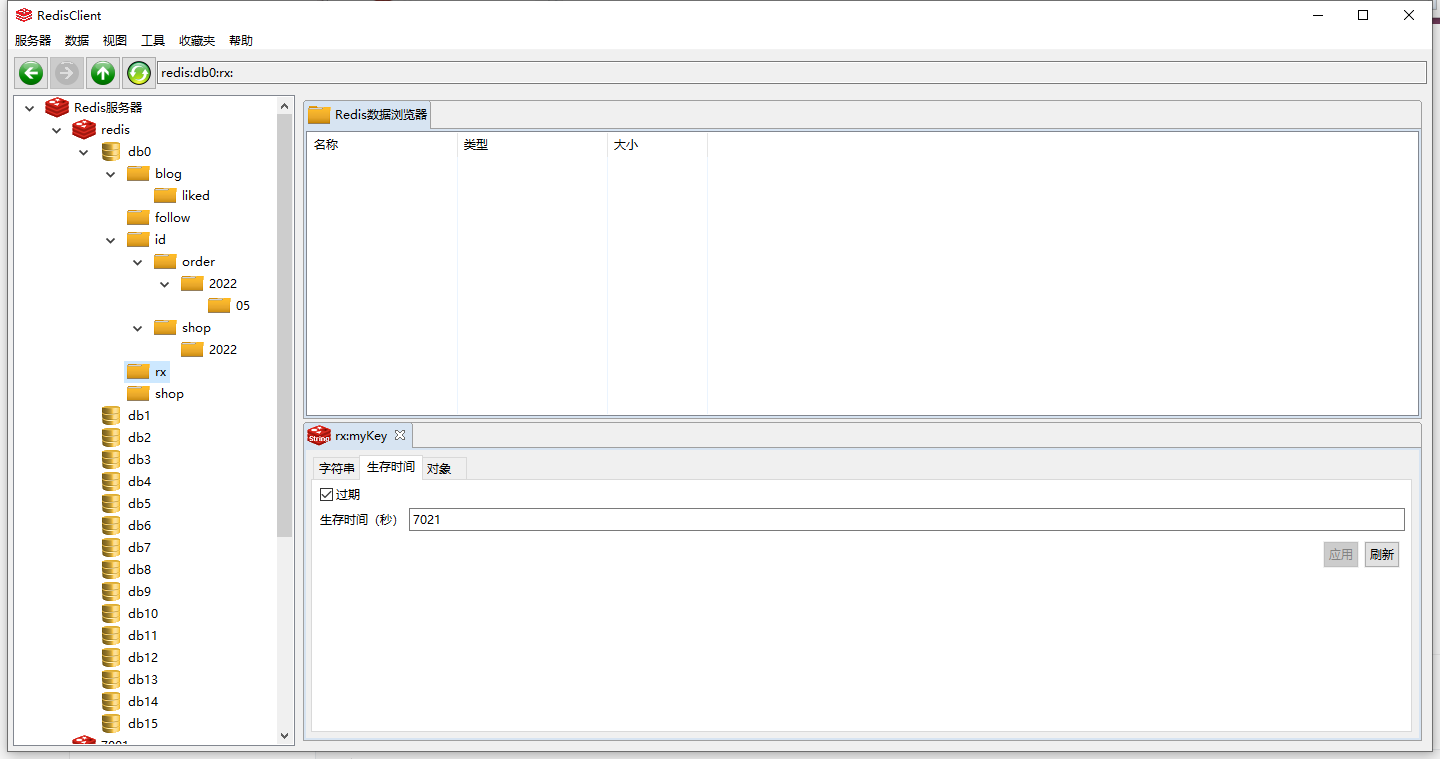 RedisClient
服务器 数据 视图 工具 收藏夹 帮助
redis:db0:rx:
Redis服务器
redis
db0
blog
liked
follow
id
order
2022
05
shop
2022
rx
shop
db1
db2
db3
db4
db5
db6
db7
db8
db9
db10
db11
db12
db13
db14
db15
Redis数据浏览器
名称 类型 大小
String rx:myKey
字符串 生存时间 对象
过期
生存时间（秒） 7021
应用 刷新